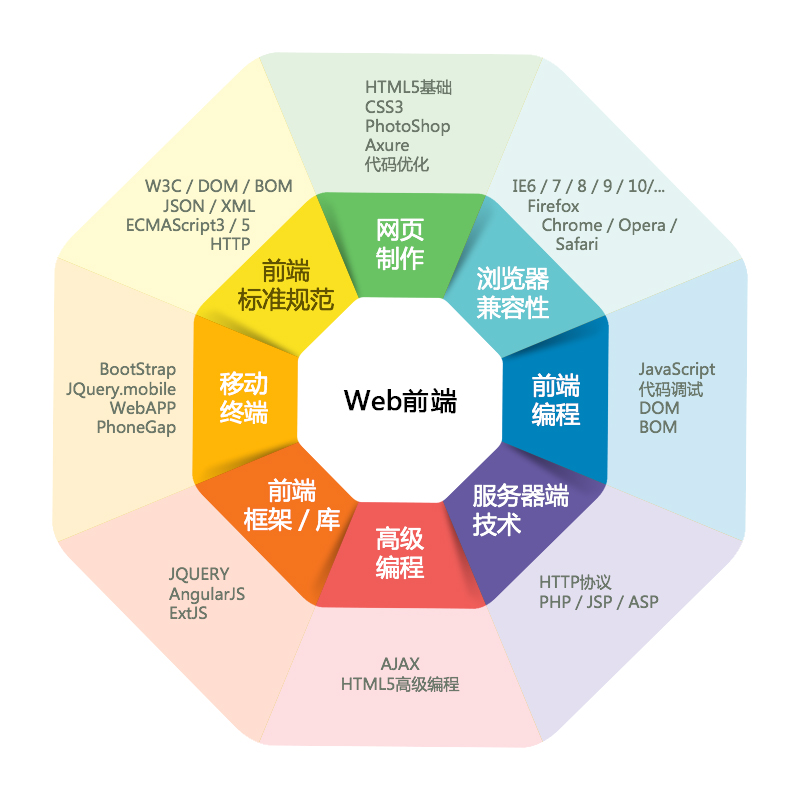 HTML5基础
CSS3
PhotoShop
Axure
代码优化
网页
制作
IE6 / 7 / 8 / 9 / 10/...
Firefox
Chrome / Opera /
Safari
浏览器
兼容性
JavaScript
代码调试
DOM
BOM
前端
编程
HTTP协议
PHP / JSP / ASP
服务器端
技术
AJAX
HTML5高级编程
高级
编程
JQUERY
AngularJS
ExtJS
前端
框架 / 库
BootStrap
JQuery.mobile
WebAPP
PhoneGap
移动
终端
W3C / DOM / BOM
JSON / XML
ECMAScript3 / 5
HTTP
前端
标准规范
Web前端